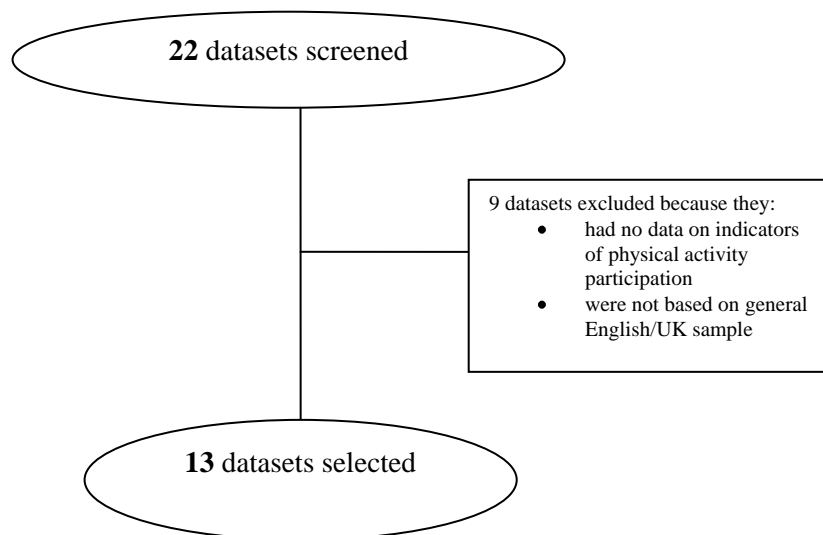 22 datasets screened
9 datasets excluded because they:
• had no data on indicators
of physical activity
participation
• were not based on general
English/UK sample
13 datasets selected